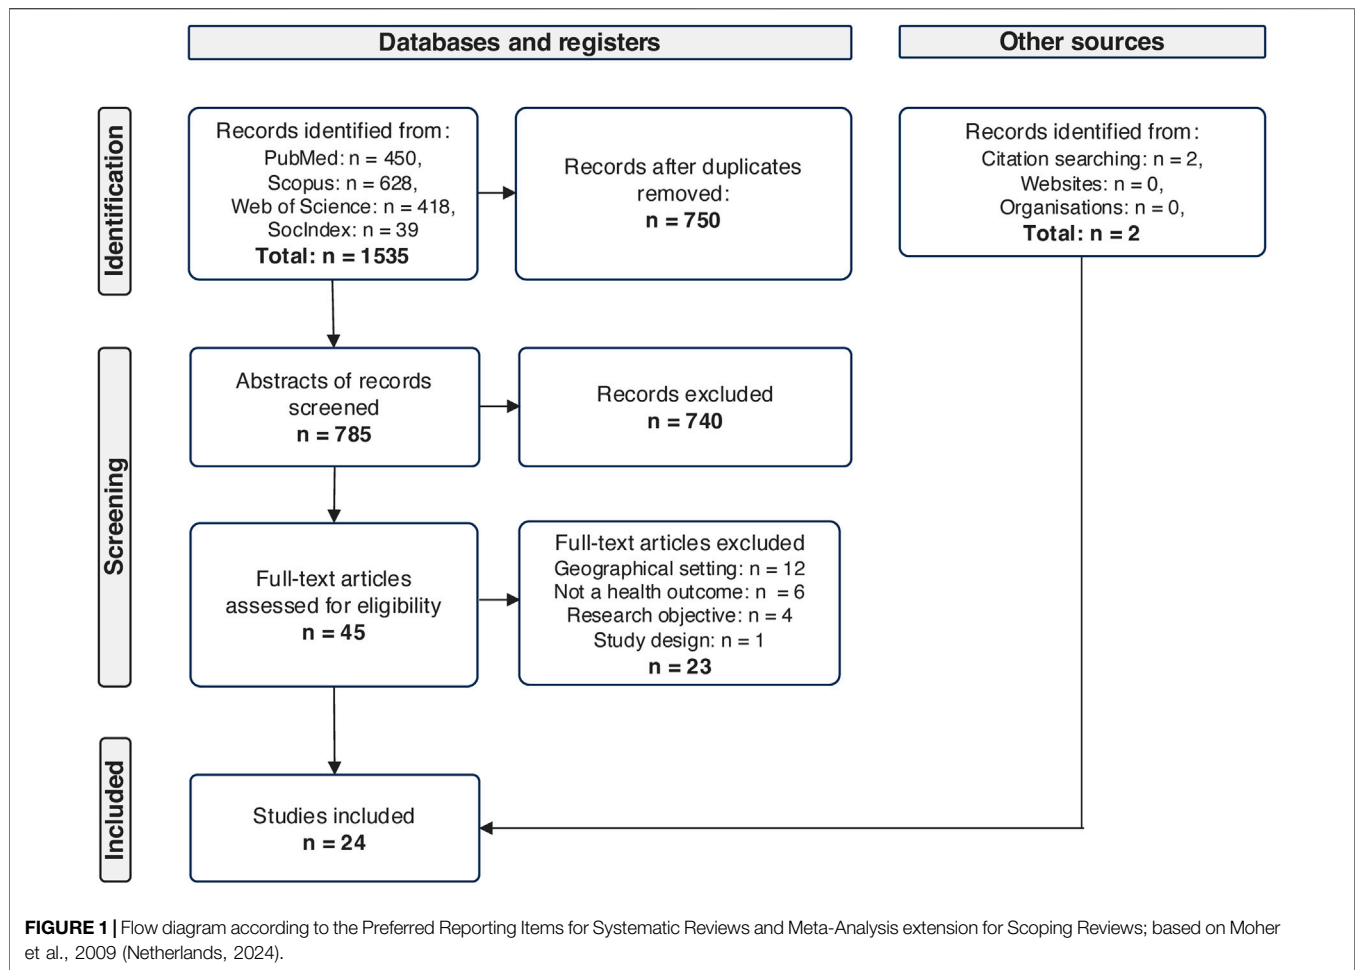 Databases and registers
Other sources
Identification
Records identified from:
PubMed: n = 450,
Scopus: n = 628,
Web of Science: n = 418,
SocIndex: n = 39
Total: n = 1535
Records after duplicates
removed:
n = 750
Records identified from:
Citation searching: n = 2,
Websites: n = 0,
Organisations: n = 0,
Total: n = 2
Screening
Abstracts of records
screened
n = 785
Records excluded
n = 740
Full-text articles
assessed for eligibility
n = 45
Full-text articles excluded
Geographical setting: n = 12
Not a health outcome: n = 6
Research objective: n = 4
Study design: n = 1
n = 23
Included
Studies included
n = 24
FIGURE 1 | Flow diagram according to the Preferred Reporting Items for Systematic Reviews and Meta-Analysis extension for Scoping Reviews; based on Moher
et al., 2009 (Netherlands, 2024).